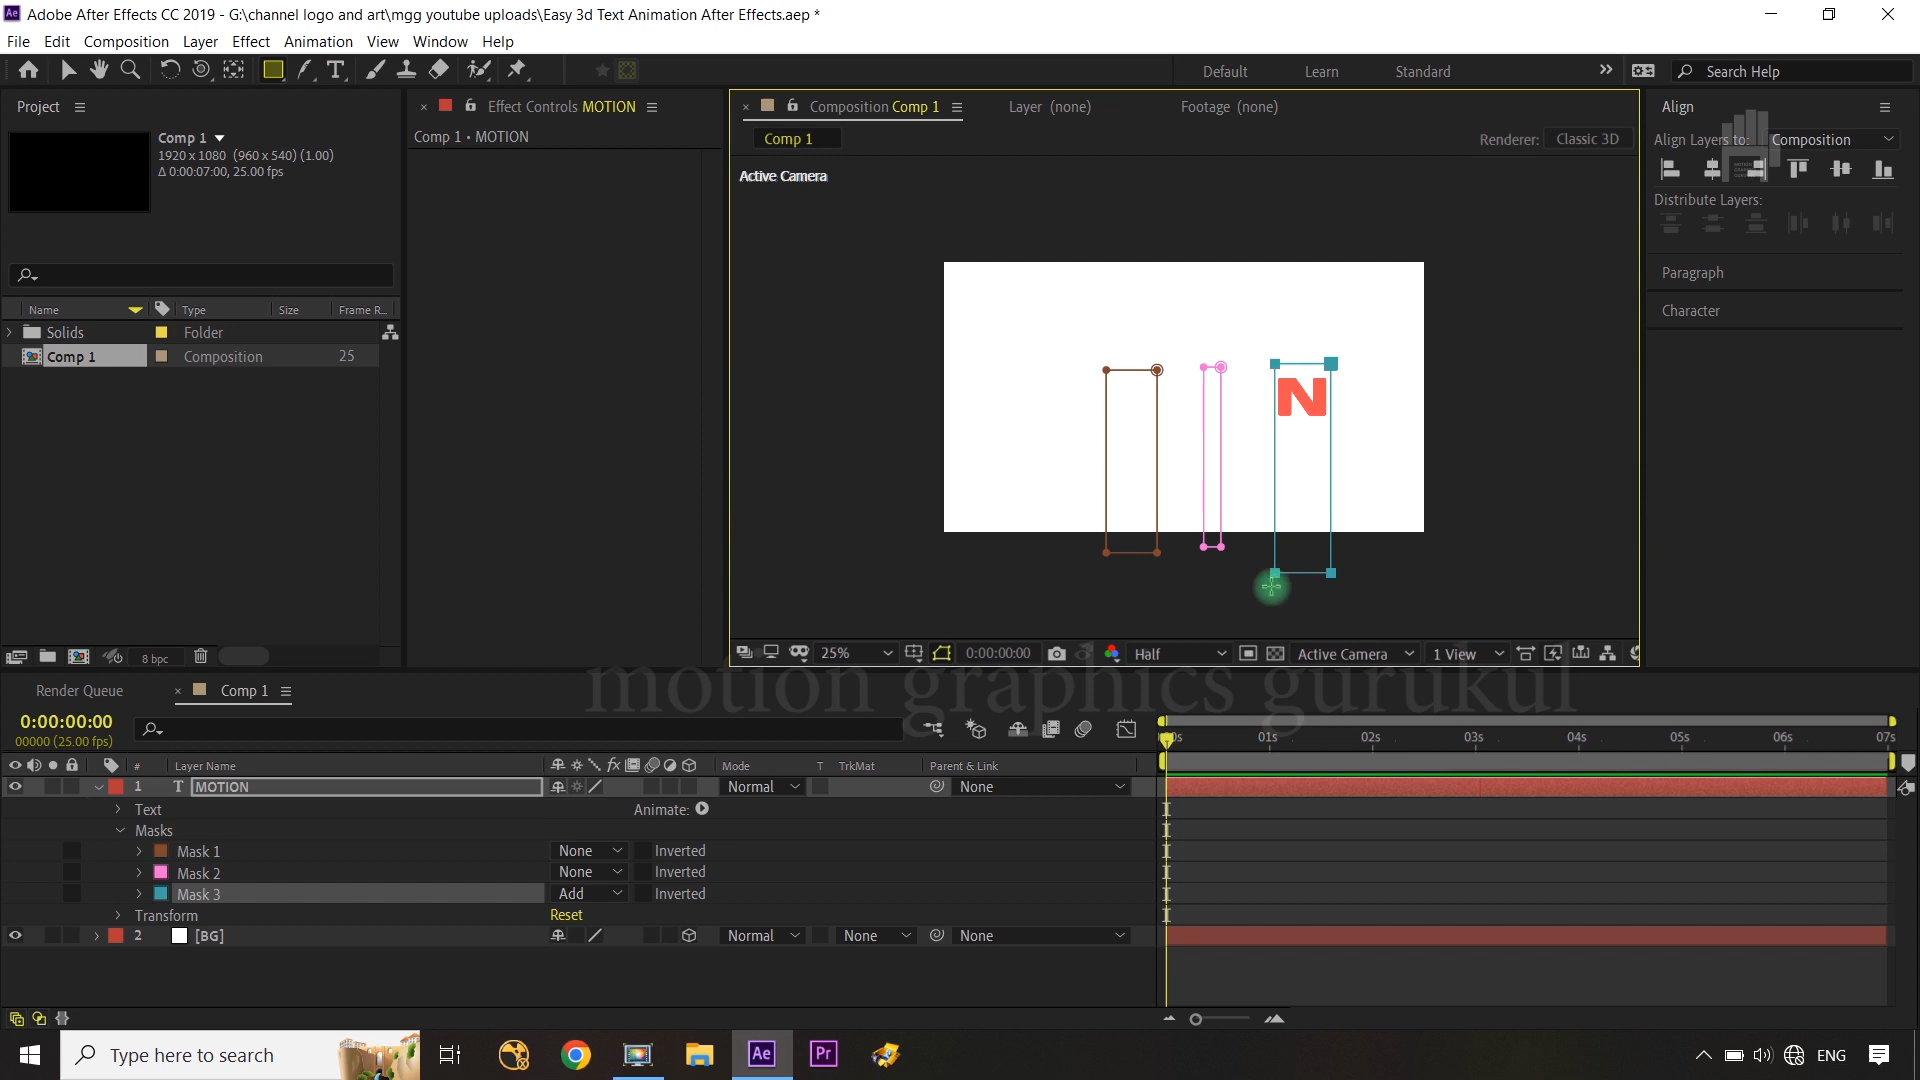 Adobe After Effects CC 2019 - G:\channel logo and art\mgg youtube uploads\Easy 3d Text Animation After Effects.aep *
File Edit Composition Layer Effect Animation View Window Help
Default Learn Standard Search Help
Project
Comp 1
1920 x 1080 (960 x 540) (1.00)
Δ 0:00:07:00, 25.00 fps
Name Type Size Frame R...
Solids Folder
Comp 1 Composition 25
8 bpc
Effect Controls MOTION
Comp 1 • MOTION
Composition Comp 1 Layer (none) Footage (none)
Comp 1 Renderer: Classic 3D
Active Camera
N
25% 0:00:00:00 Half Active Camera 1 View
Align
Align Layers to: Composition
Distribute Layers:
Paragraph
Character
motion graphics gurukul
Render Queue Comp 1
0:00:00:00
00000 (25.00 fps)
01s 02s 03s 04s 05s 06s 07s
# Layer Name fx Mode T TrkMat Parent & Link
1 T MOTION Normal None
Text Animate:
Masks
Mask 1 None Inverted
Mask 2 None Inverted
Mask 3 Add Inverted
Transform Reset
2 [BG] Normal None None
Type here to search Ae Pr ENG